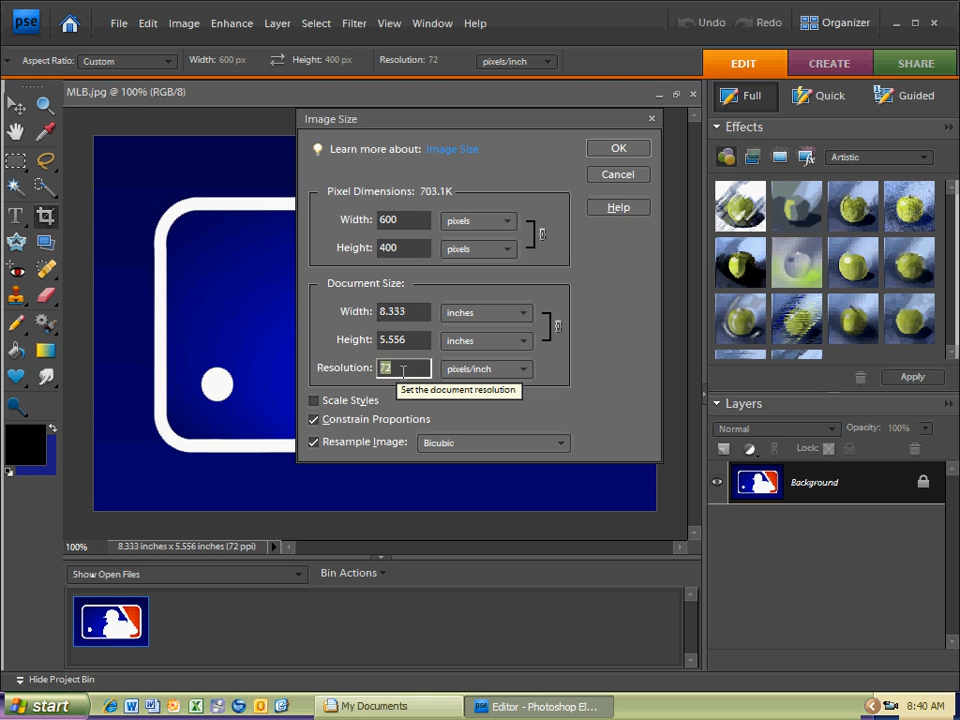 pse File Edit Image Enhance Layer Select Filter View Window Help Undo Redo Organizer
Aspect Ratio: Custom Width: 600 px Height: 400 px Resolution: 72 pixels/inch EDIT CREATE SHARE
MLB.jpg @ 100% (RGB/8)
Full Quick Guided
Image Size
Effects
Learn more about: Image Size OK
Artistic
Cancel
Pixel Dimensions: 703.1K
Help
Width: 600 pixels
Height: 400 pixels
Document Size:
Width: 8.333 inches
Height: 5.556 inches
Resolution: 72 pixels/inch
Set the document resolution
Apply
Scale Styles
Layers
Constrain Proportions
Normal Opacity: 100%
Resample Image: Bicubic
Lock:
Background
100% 8.333 inches x 5.556 inches (72 ppi)
Show Open Files Bin Actions
Hide Project Bin
start My Documents pse Editor - Photoshop El... 8:40 AM